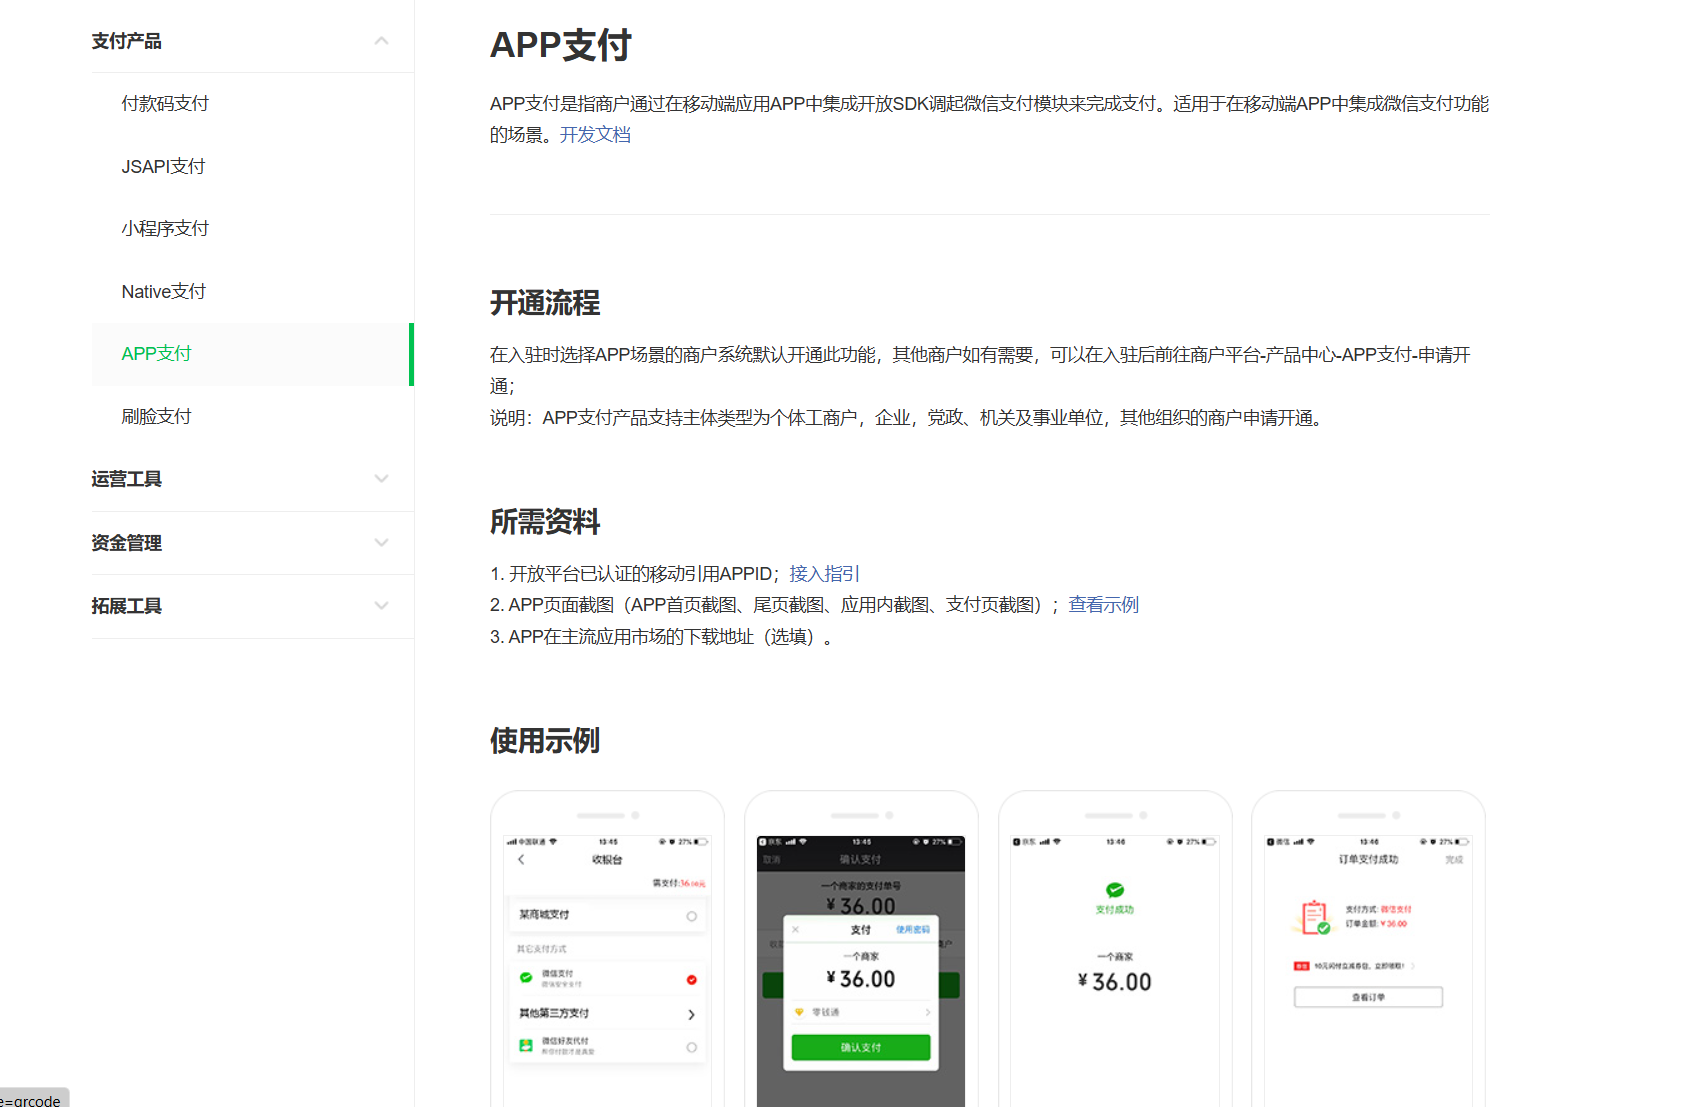 支付产品
付款码支付
JSAPI支付
小程序支付
Native支付
APP支付
刷脸支付
运营工具
资金管理
拓展工具
APP支付
APP支付是指商户通过在移动端应用APP中集成开放SDK调起微信支付模块来完成支付。适用于在移动端APP中集成微信支付功能
的场景。开发文档
开通流程
在入驻时选择APP场景的商户系统默认开通此功能，其他商户如有需要，可以在入驻后前往商户平台-产品中心-APP支付-申请开
通；
说明：APP支付产品支持主体类型为个体工商户，企业，党政、机关及事业单位，其他组织的商户申请开通。
所需资料
1. 开放平台已认证的移动引用APPID；接入指引
2. APP页面截图（APP首页截图、尾页截图、应用内截图、支付页截图）；查看示例
3. APP在主流应用市场的下载地址（选填）。
使用示例
中国联通 13:45 27%
收银台
需支付:36.00元
某商城支付
其它支付方式
微信支付
微信安全支付
其他第三方支付
微信好友代付
京东 13:45 27%
取消 确认支付
一个商家的支付单号
¥36.00
支付 使用密码
一个商家
¥36.00
零钱通
确认支付
京东 13:46 27%
支付成功
一个商家
¥36.00
微信 13:46 27%
订单支付成功 完成
支付方式: 微信支付
订单金额: ¥36.00
查看订单
e=qrcode